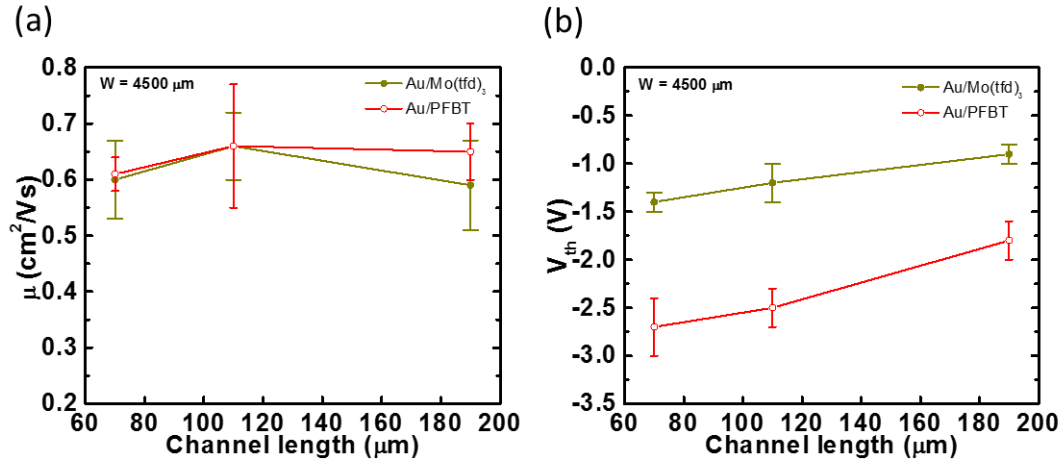 (a)
W = 4500 μm
Au/Mo(tfd)₃
Au/PFBT
μ (cm²/Vs)
0.8
0.7
0.6
0.5
0.4
0.3
0.2
60 80 100 120 140 160 180 200
Channel length (μm)
(b)
W = 4500 μm
Au/Mo(tfd)₃
Au/PFBT
V_th (V)
0.0
-0.5
-1.0
-1.5
-2.0
-2.5
-3.0
-3.5
60 80 100 120 140 160 180 200
Channel length (μm)